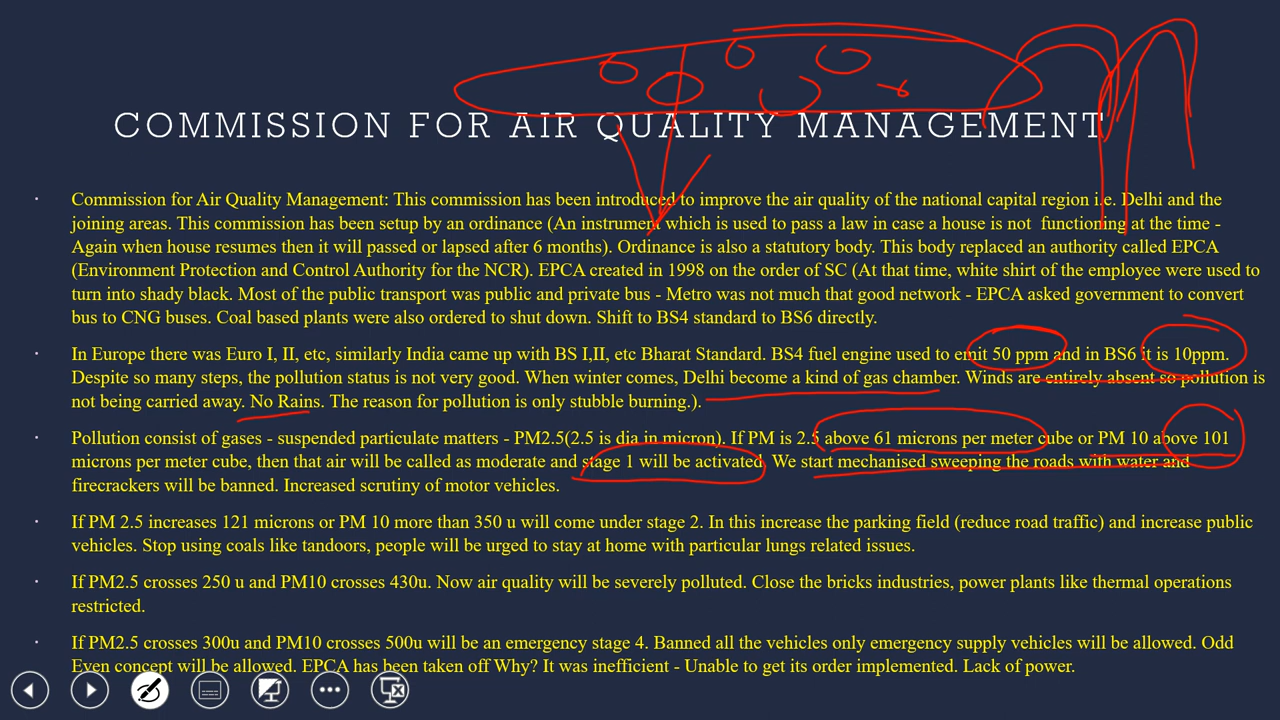 COMMISSION FOR AIR QUALITY MANAGEMENT
· Commission for Air Quality Management: This commission has been introduced to improve the air quality of the national capital region i.e. Delhi and the
joining areas. This commission has been setup by an ordinance (An instrument which is used to pass a law in case a house is not functioning at the time -
Again when house resumes then it will passed or lapsed after 6 months). Ordinance is also a statutory body. This body replaced an authority called EPCA
(Environment Protection and Control Authority for the NCR). EPCA created in 1998 on the order of SC (At that time, white shirt of the employee were used to
turn into shady black. Most of the public transport was public and private bus - Metro was not much that good network - EPCA asked government to convert
bus to CNG buses. Coal based plants were also ordered to shut down. Shift to BS4 standard to BS6 directly.
· In Europe there was Euro I, II, etc, similarly India came up with BS I,II, etc Bharat Standard. BS4 fuel engine used to emit 50 ppm and in BS6 it is 10ppm.
Despite so many steps, the pollution status is not very good. When winter comes, Delhi become a kind of gas chamber. Winds are entirely absent so pollution is
not being carried away. No Rains. The reason for pollution is only stubble burning.).
· Pollution consist of gases - suspended particulate matters - PM2.5(2.5 is dia in micron). If PM is 2.5 above 61 microns per meter cube or PM 10 above 101
microns per meter cube, then that air will be called as moderate and stage 1 will be activated. We start mechanised sweeping the roads with water and
firecrackers will be banned. Increased scrutiny of motor vehicles.
· If PM 2.5 increases 121 microns or PM 10 more than 350 u will come under stage 2. In this increase the parking field (reduce road traffic) and increase public
vehicles. Stop using coals like tandoors, people will be urged to stay at home with particular lungs related issues.
· If PM2.5 crosses 250 u and PM10 crosses 430u. Now air quality will be severely polluted. Close the bricks industries, power plants like thermal operations
restricted.
· If PM2.5 crosses 300u and PM10 crosses 500u will be an emergency stage 4. Banned all the vehicles only emergency supply vehicles will be allowed. Odd
Even concept will be allowed. EPCA has been taken off Why? It was inefficient - Unable to get its order implemented. Lack of power.